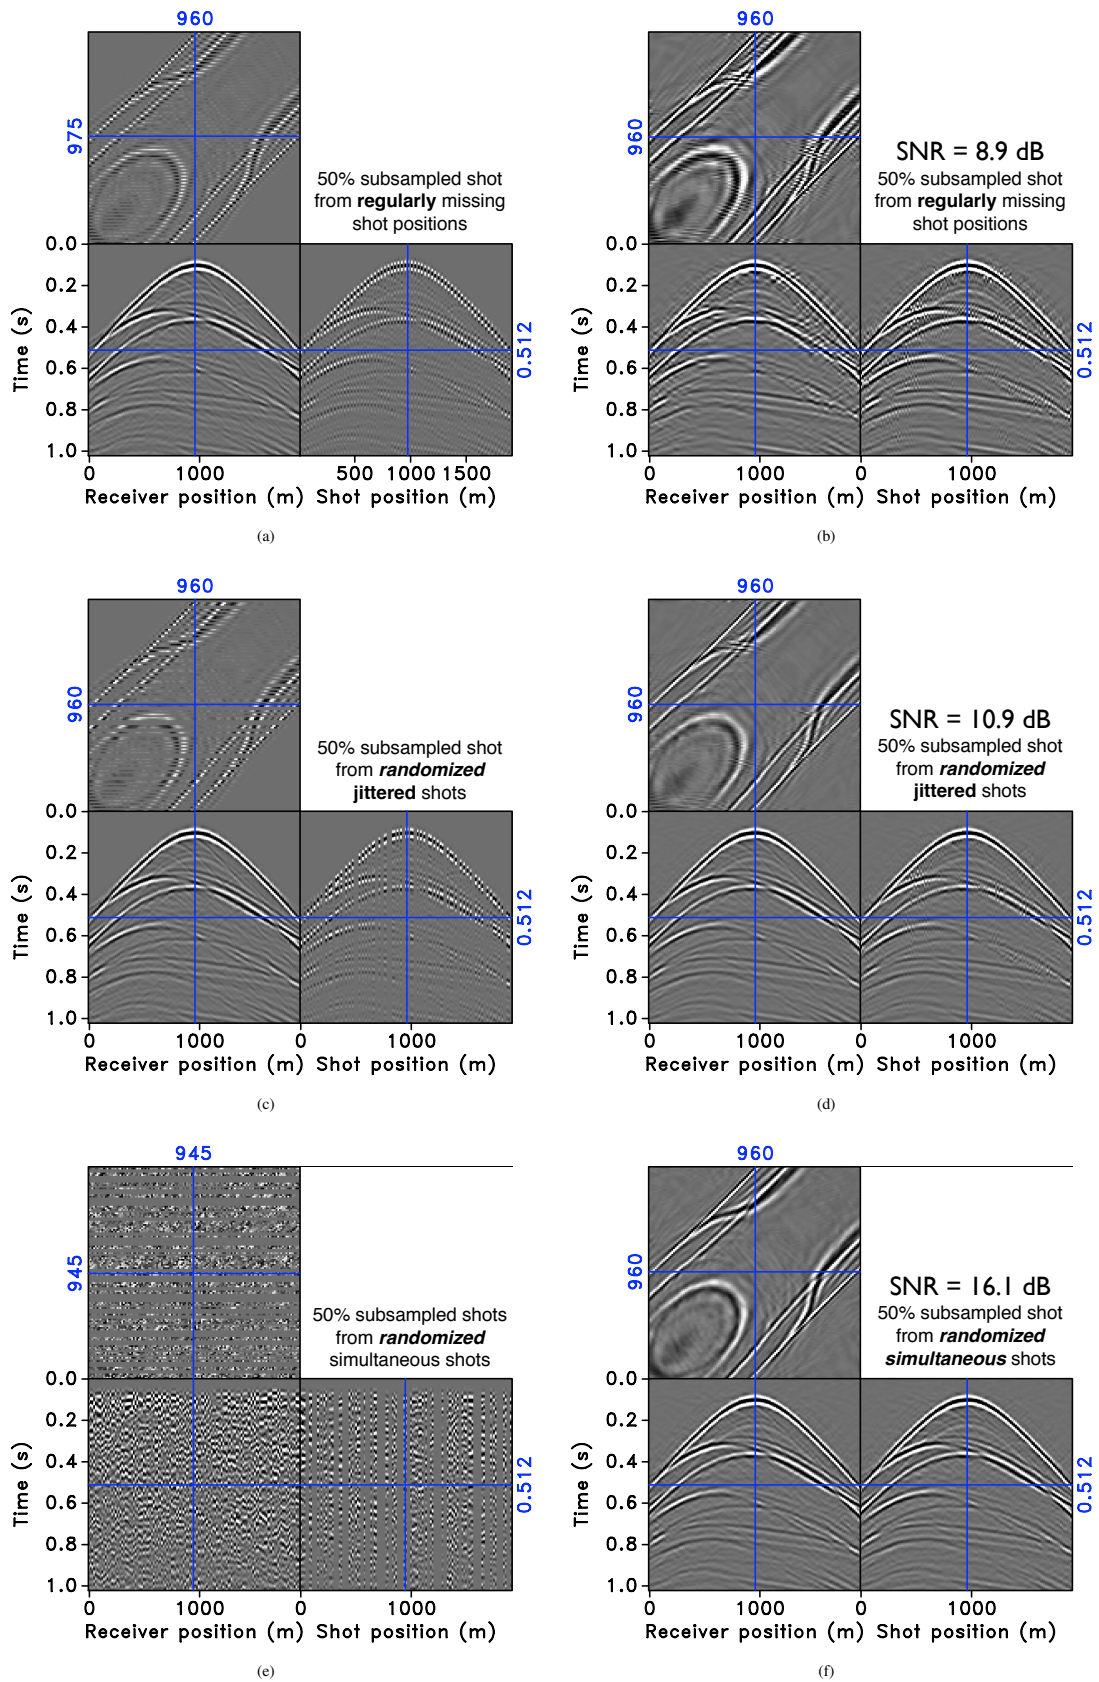 960
975
50% subsampled shot
from regularly missing
shot positions
0.0
0.2
0.4
0.6
0.8
1.0
Time (s)
0.512
0 1000 500 1000 1500
Receiver position (m) Shot position (m)
(a)
960
960
SNR = 8.9 dB
50% subsampled shot
from regularly missing
shot positions
0.0
0.2
0.4
0.6
0.8
1.0
Time (s)
0.512
0 1000 0 1000
Receiver position (m) Shot position (m)
(b)
960
960
50% subsampled shot
from randomized
jittered shots
0.0
0.2
0.4
0.6
0.8
1.0
Time (s)
0.512
0 1000 0 1000
Receiver position (m) Shot position (m)
(c)
960
960
SNR = 10.9 dB
50% subsampled shot
from randomized
jittered shots
0.0
0.2
0.4
0.6
0.8
1.0
Time (s)
0.512
0 1000 0 1000
Receiver position (m) Shot position (m)
(d)
945
945
50% subsampled shots
from randomized
simultaneous shots
0.0
0.2
0.4
0.6
0.8
1.0
Time (s)
0.512
0 1000 0 1000
Receiver position (m) Shot position (m)
(e)
960
960
SNR = 16.1 dB
50% subsampled shot
from randomized
simultaneous shots
0.0
0.2
0.4
0.6
0.8
1.0
Time (s)
0.512
0 1000 0 1000
Receiver position (m) Shot position (m)
(f)